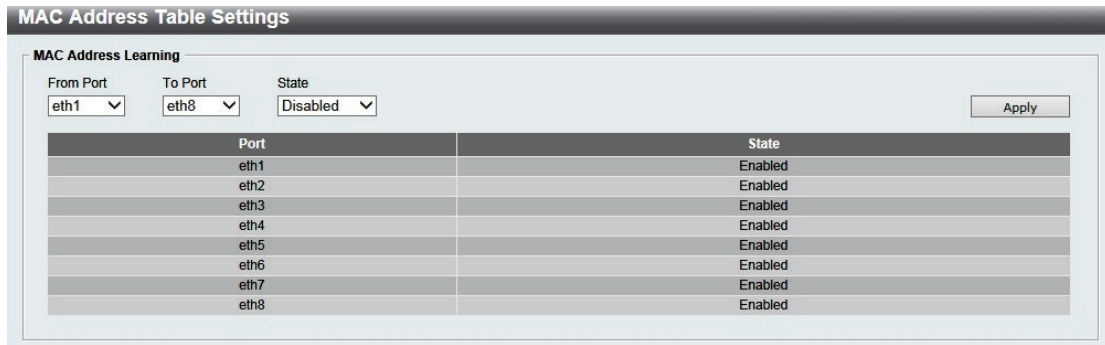 MAC Address Table Settings
MAC Address Learning
From Port To Port State
eth1 eth8 Disabled Apply
Port State
eth1 Enabled
eth2 Enabled
eth3 Enabled
eth4 Enabled
eth5 Enabled
eth6 Enabled
eth7 Enabled
eth8 Enabled